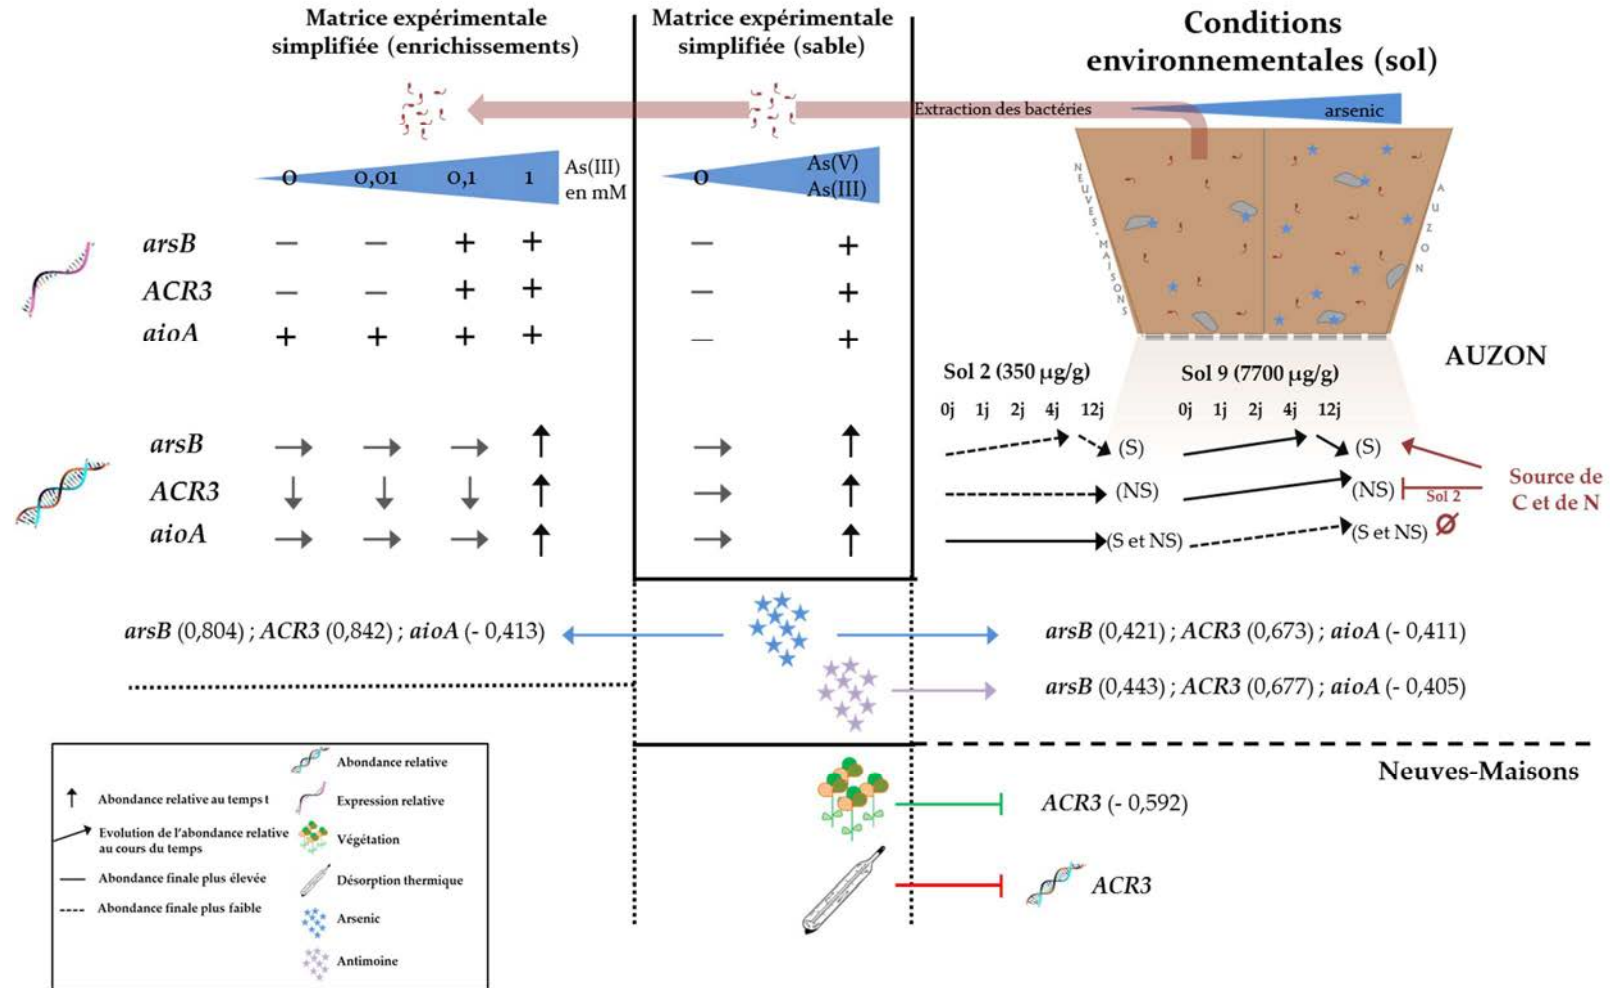 Matrice expérimentale
simplifiée (enrichissements)
Matrice expérimentale
simplifiée (sable)
Conditions
environnementales (sol)
Extraction des bactéries
arsenic
0
0,01
0,1
1
As(III)
en mM
0
As(V)
As(III)
NEUVES-MAISONS
AUZON
arsB
— — + +
— +
ACR3
— — + +
— +
aioA
+ + + +
— +
AUZON
Sol 2 (350 µg/g)
Sol 9 (7700 µg/g)
0j 1j 2j 4j 12j
0j 1j 2j 4j 12j
arsB
(S)
(S)
ACR3
(NS)
(NS)
aioA
(S et NS)
(S et NS)
Source de
C et de N
Sol 2
Ø
arsB (0,804) ; ACR3 (0,842) ; aioA (- 0,413)
arsB (0,421) ; ACR3 (0,673) ; aioA (- 0,411)
arsB (0,443) ; ACR3 (0,677) ; aioA (- 0,405)
Neuves-Maisons
ACR3 (- 0,592)
ACR3
Abondance relative au temps t
Evolution de l'abondance relative
au cours du temps
Abondance finale plus élevée
Abondance finale plus faible
Abondance relative
Expression relative
Végétation
Désorption thermique
Arsenic
Antimoine